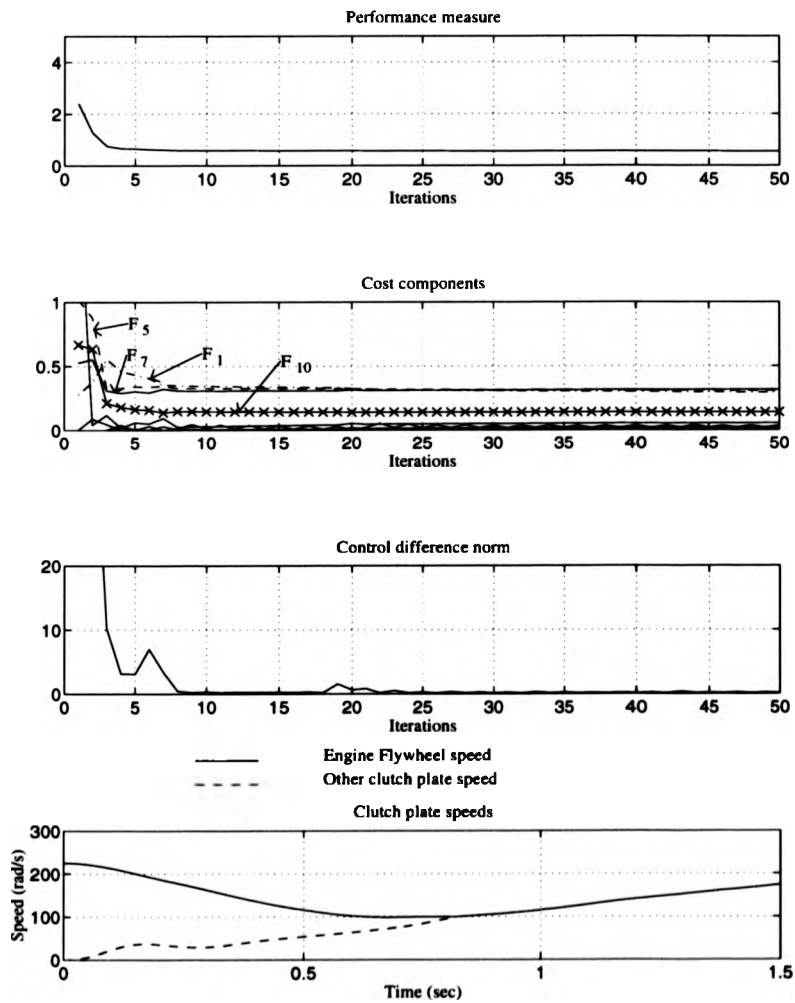 Performance measure
4
2
0
0 5 10 15 20 25 30 35 40 45 50
Iterations
Cost components
1
0.5
0
F 5
F 7
F 1
F 10
0 5 10 15 20 25 30 35 40 45 50
Iterations
Control difference norm
20
10
0
0 5 10 15 20 25 30 35 40 45 50
Iterations
Engine Flywheel speed
Other clutch plate speed
Clutch plate speeds
300
200
100
0
Speed (rad/s)
0 0.5 1 1.5
Time (sec)